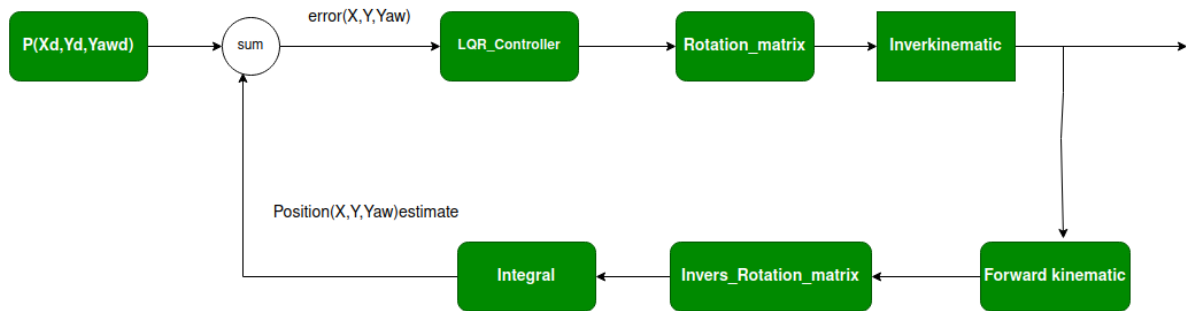 error(X,Y,Yaw)
P(Xd,Yd,Yawd)
sum
LQR_Controller
Rotation_matrix
Inverkinematic
Position(X,Y,Yaw)estimate
Integral
Invers_Rotation_matrix
Forward kinematic